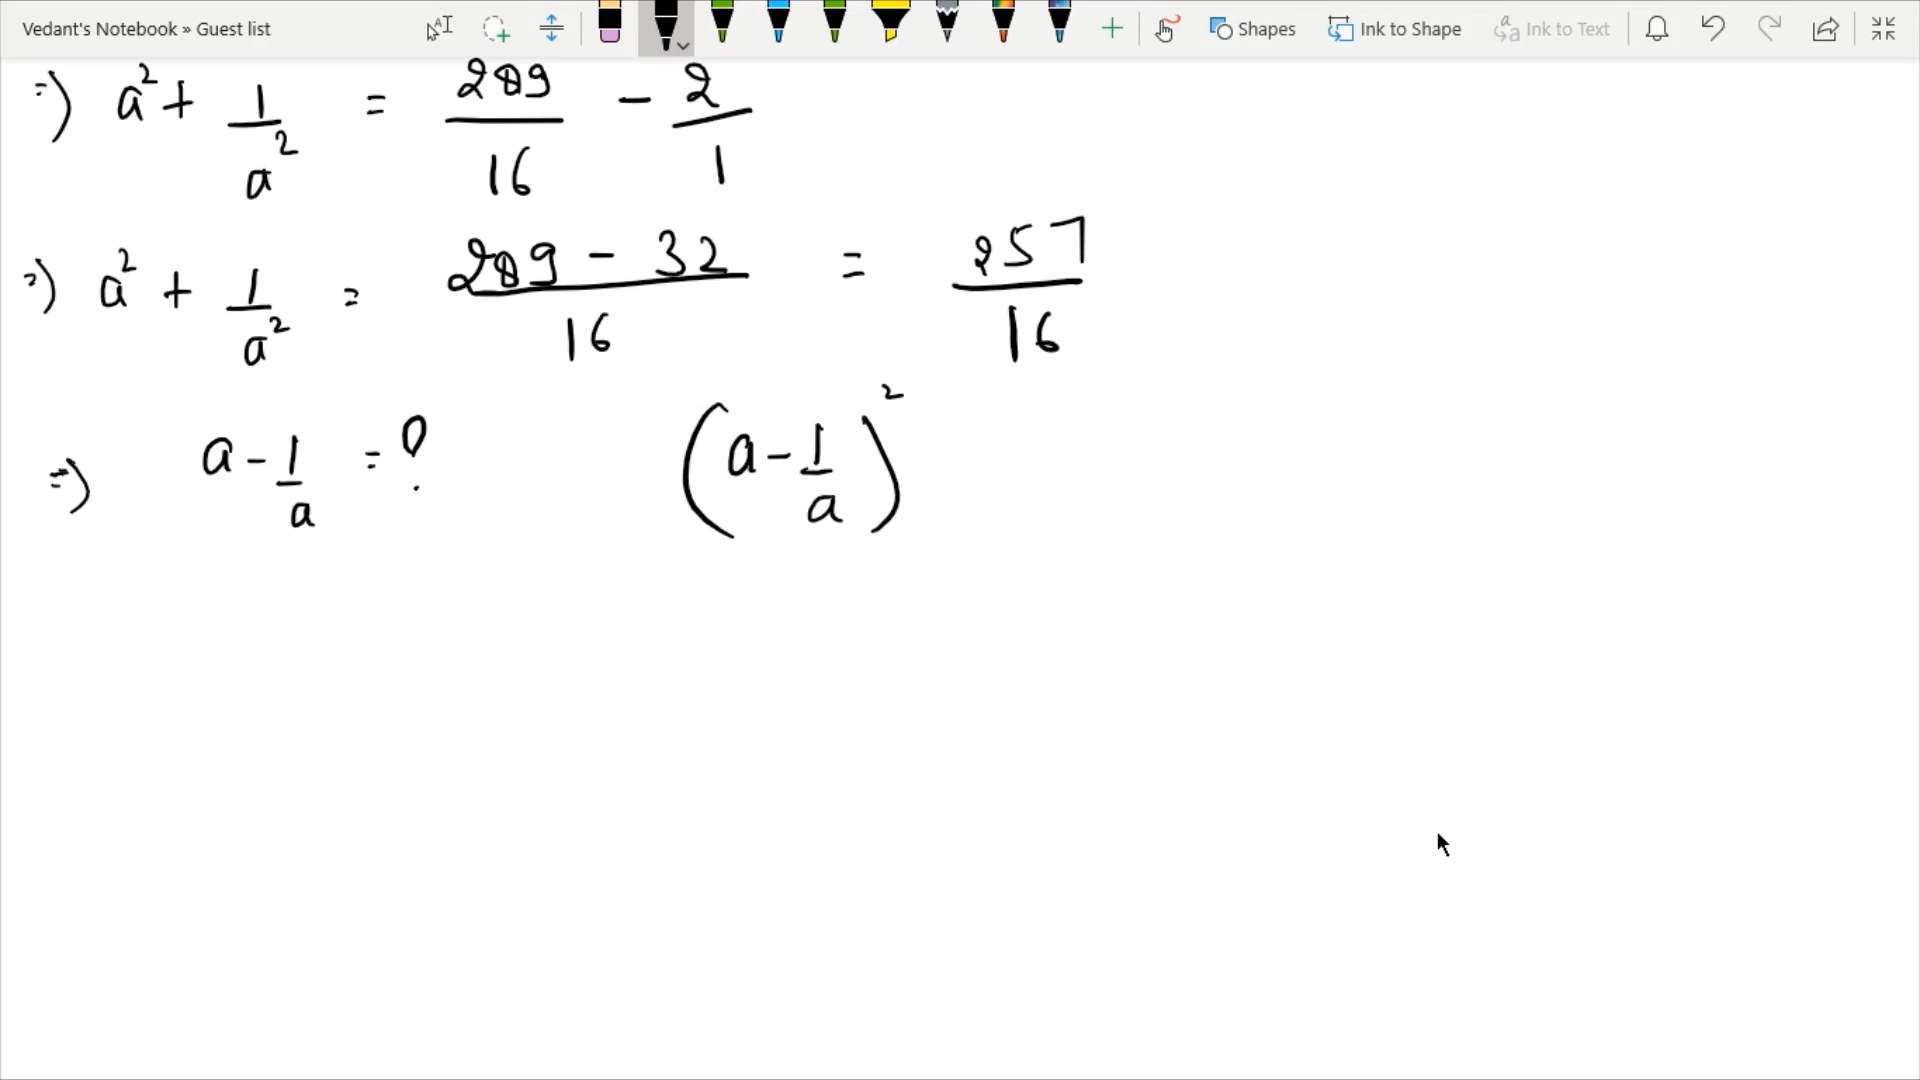 Vedant's Notebook » Guest list
Shapes
Ink to Shape
Ink to Text
=) a² + 1/a² = 289/16 - 2/1
=) a² + 1/a² = 289 - 32/16 = 257/16
=) a - 1/a = ? (a - 1/a)²